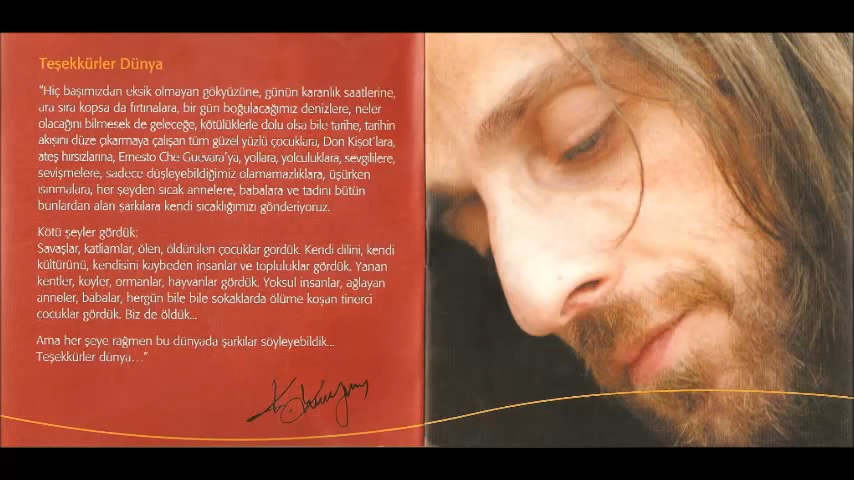 Teşekkürler Dünya
"Hiç başımızdan eksik olmayan gökyüzüne, günün karanlık saatlerine,
ara sıra kopsa da fırtınalara, bir gün boğulacağımız denizlere, neler
olacağını bilmesek de geleceğe, kötülüklerle dolu olsa bile tarihe, tarihin
akışını düze çıkarmaya çalışan tüm güzel yüzlü çocuklara, Don Kişot'lara,
ateş hırsızlarına, Ernesto Che Guevara'ya, yollara, yolculuklara, sevgililere,
sevişmelere, sadece düşleyebildiğimiz olamamazlıklara, üşürken
ısınmalara, her şeyden sıcak annelere, babalara ve tadını bütün
bunlardan alan şarkılara kendi sıcaklığımızı gönderiyoruz.
Kötü şeyler gördük:
Savaşlar, katliamlar, ölen, öldürülen çocuklar gördük. Kendi dilini, kendi
kültürünü, kendisini kaybeden insanlar ve topluluklar gördük. Yanan
kentler, köyler, ormanlar, hayvanlar gördük. Yoksul insanlar, ağlayan
anneler, babalar, hergün bile bile sokaklarda ölüme koşan tinerci
çocuklar gördük. Biz de öldük...
Ama her şeye rağmen bu dünyada şarkılar söyleyebildik...
Teşekkürler dünya..."